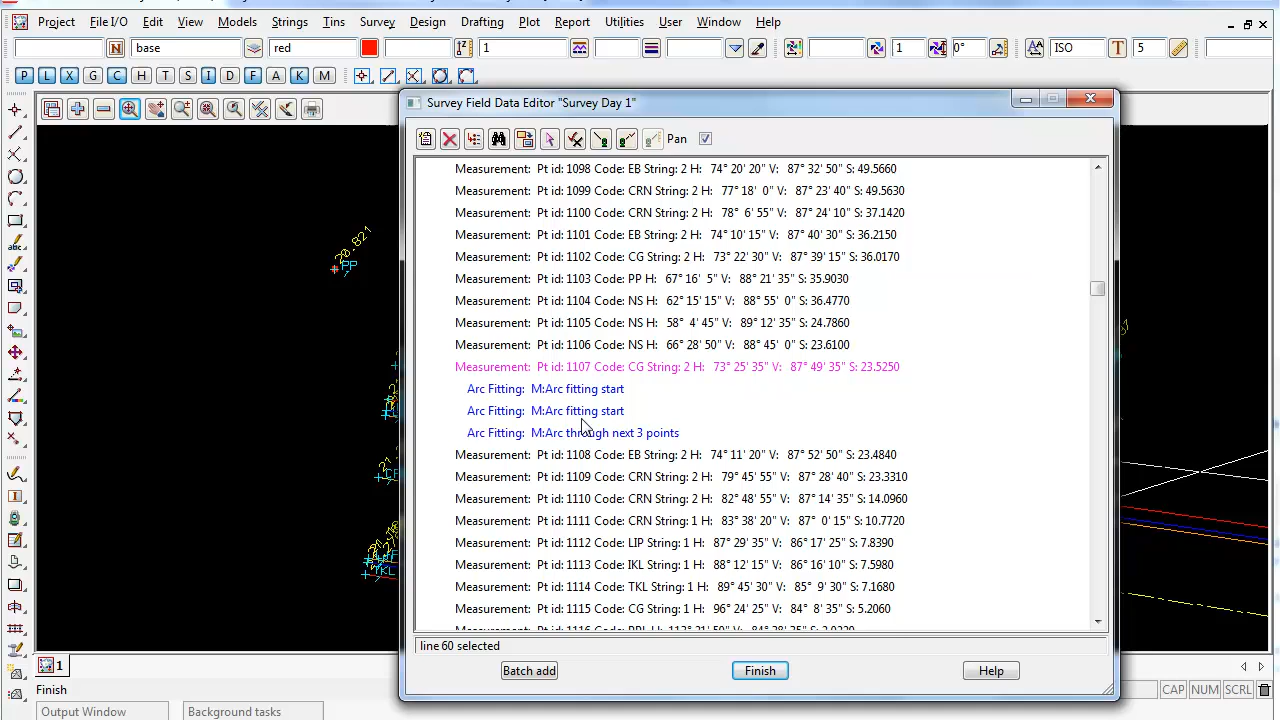 Project File I/O Edit View Models Strings Tins Survey Design Drafting Plot Report Utilities User Window Help
N base red 1 1 0° ISO T 5
P L X G C H T S I D F A K M
Survey Field Data Editor "Survey Day 1"
Pan
Measurement: Pt id: 1098 Code: EB String: 2 H: 74° 20' 20" V: 87° 32' 50" S: 49.5660
Measurement: Pt id: 1099 Code: CRN String: 2 H: 77° 18' 0" V: 87° 23' 40" S: 49.5630
Measurement: Pt id: 1100 Code: CRN String: 2 H: 78° 6' 55" V: 87° 24' 10" S: 37.1420
Measurement: Pt id: 1101 Code: EB String: 2 H: 74° 10' 15" V: 87° 40' 30" S: 36.2150
Measurement: Pt id: 1102 Code: CG String: 2 H: 73° 22' 30" V: 87° 39' 15" S: 36.0170
Measurement: Pt id: 1103 Code: PP H: 67° 16' 5" V: 88° 21' 35" S: 35.9030
Measurement: Pt id: 1104 Code: NS H: 62° 15' 15" V: 88° 55' 0" S: 36.4770
Measurement: Pt id: 1105 Code: NS H: 58° 4' 45" V: 89° 12' 35" S: 24.7860
Measurement: Pt id: 1106 Code: NS H: 66° 28' 50" V: 88° 45' 0" S: 23.6100
Measurement: Pt id: 1107 Code: CG String: 2 H: 73° 25' 35" V: 87° 49' 35" S: 23.5250
Arc Fitting: M:Arc fitting start
Arc Fitting: M:Arc fitting start
Arc Fitting: M:Arc through next 3 points
Measurement: Pt id: 1108 Code: EB String: 2 H: 74° 11' 20" V: 87° 52' 50" S: 23.4840
Measurement: Pt id: 1109 Code: CRN String: 2 H: 79° 45' 55" V: 87° 28' 40" S: 23.3310
Measurement: Pt id: 1110 Code: CRN String: 2 H: 82° 48' 55" V: 87° 14' 35" S: 14.0960
Measurement: Pt id: 1111 Code: CRN String: 1 H: 83° 38' 20" V: 87° 0' 15" S: 10.7720
Measurement: Pt id: 1112 Code: LIP String: 1 H: 87° 29' 35" V: 86° 17' 25" S: 7.8390
Measurement: Pt id: 1113 Code: IKL String: 1 H: 88° 12' 15" V: 86° 16' 10" S: 7.5980
Measurement: Pt id: 1114 Code: TKL String: 1 H: 89° 45' 30" V: 85° 9' 30" S: 7.1680
Measurement: Pt id: 1115 Code: CG String: 1 H: 96° 24' 25" V: 84° 8' 35" S: 5.2060
line 60 selected
Batch add Finish Help
20.821
PP
TKL
1
Finish
CAP NUM OVR SCRL
Output Window Background tasks